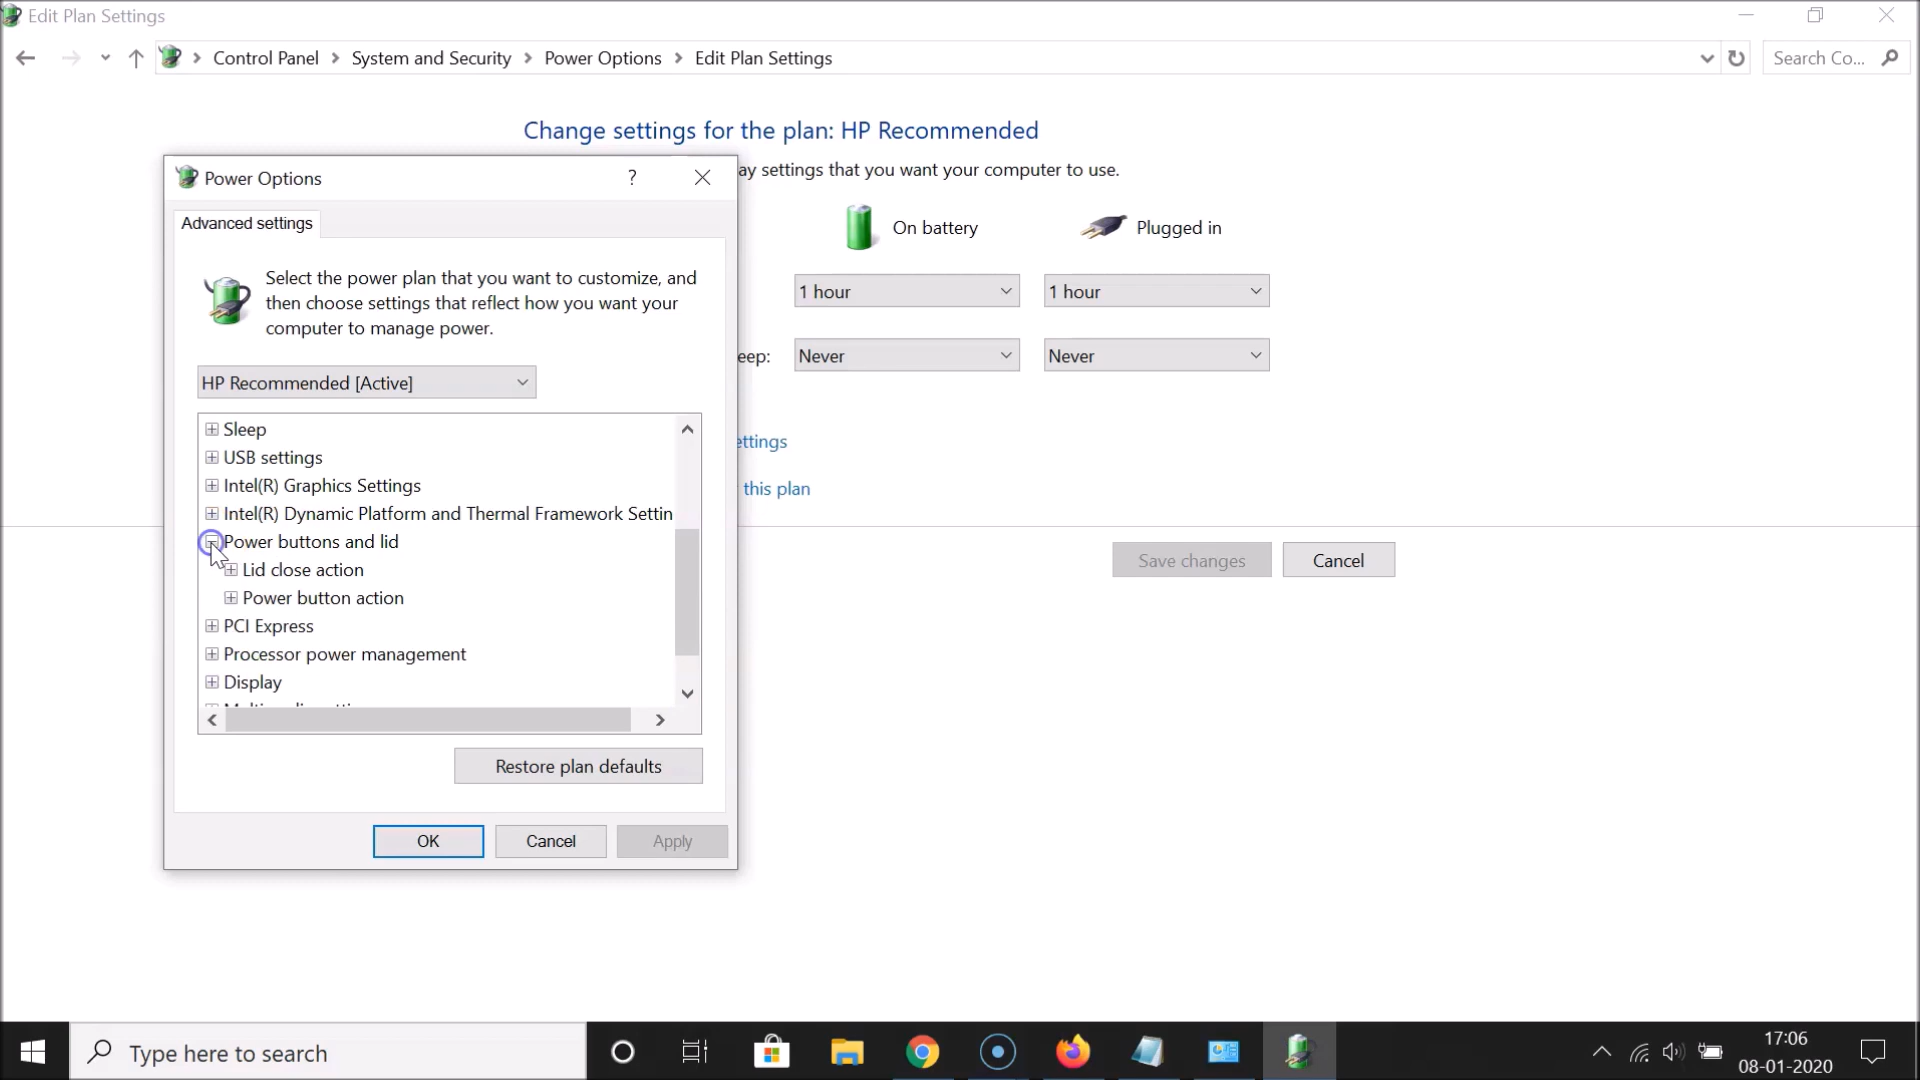 Edit Plan Settings
Control Panel > System and Security > Power Options > Edit Plan Settings
Search Co...
Change settings for the plan: HP Recommended
ay settings that you want your computer to use.
On battery
Plugged in
1 hour
1 hour
eep:
Never
Never
ettings
this plan
Save changes
Cancel
Power Options
?
Advanced settings
Select the power plan that you want to customize, and
then choose settings that reflect how you want your
computer to manage power.
HP Recommended [Active]
Sleep
USB settings
Intel(R) Graphics Settings
Intel(R) Dynamic Platform and Thermal Framework Settin
Power buttons and lid
Lid close action
Power button action
PCI Express
Processor power management
Display
Restore plan defaults
OK
Cancel
Apply
Type here to search
17:06
08-01-2020